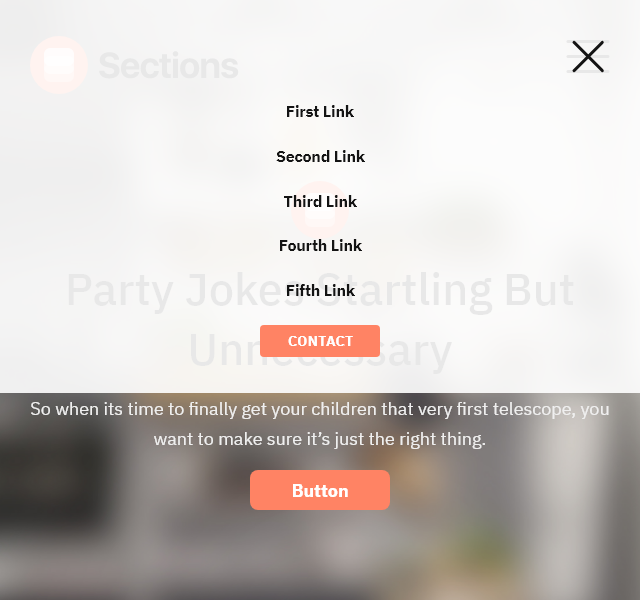 Sections
First Link
Second Link
Third Link
Fourth Link
Party Jokes Startling But
Fifth Link
CONTACT
Unnecessary
So when its time to finally get your children that very first telescope, you
want to make sure it’s just the right thing.
Button